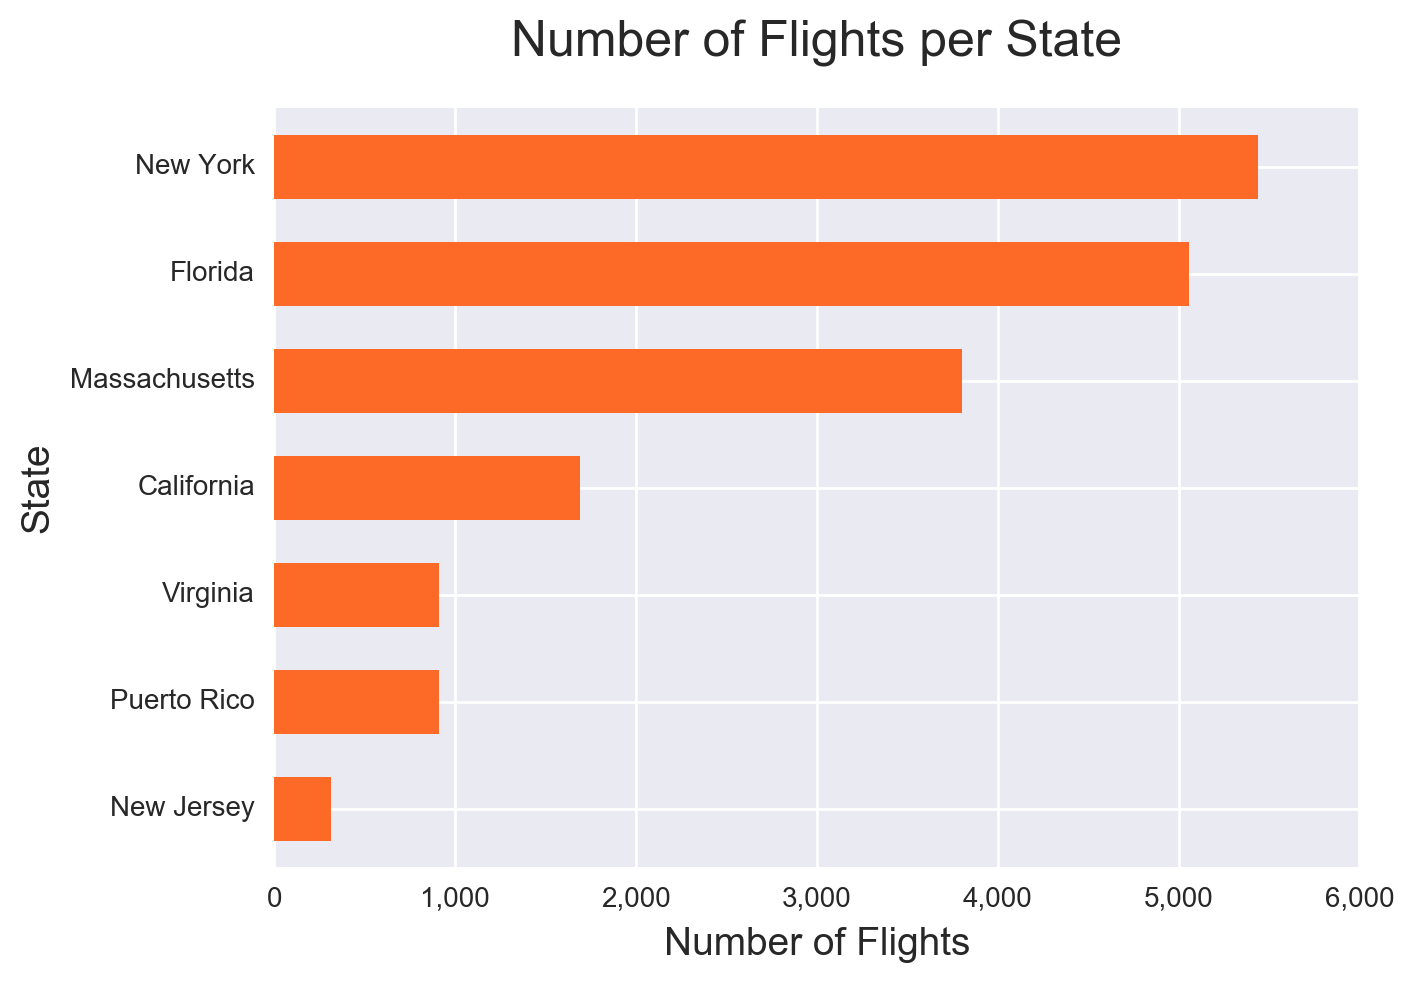 Number of Flights per State
New York
Florida
Massachusetts
California
Virginia
Puerto Rico
New Jersey
State
0 1,000 2,000 3,000 4,000 5,000 6,000
Number of Flights